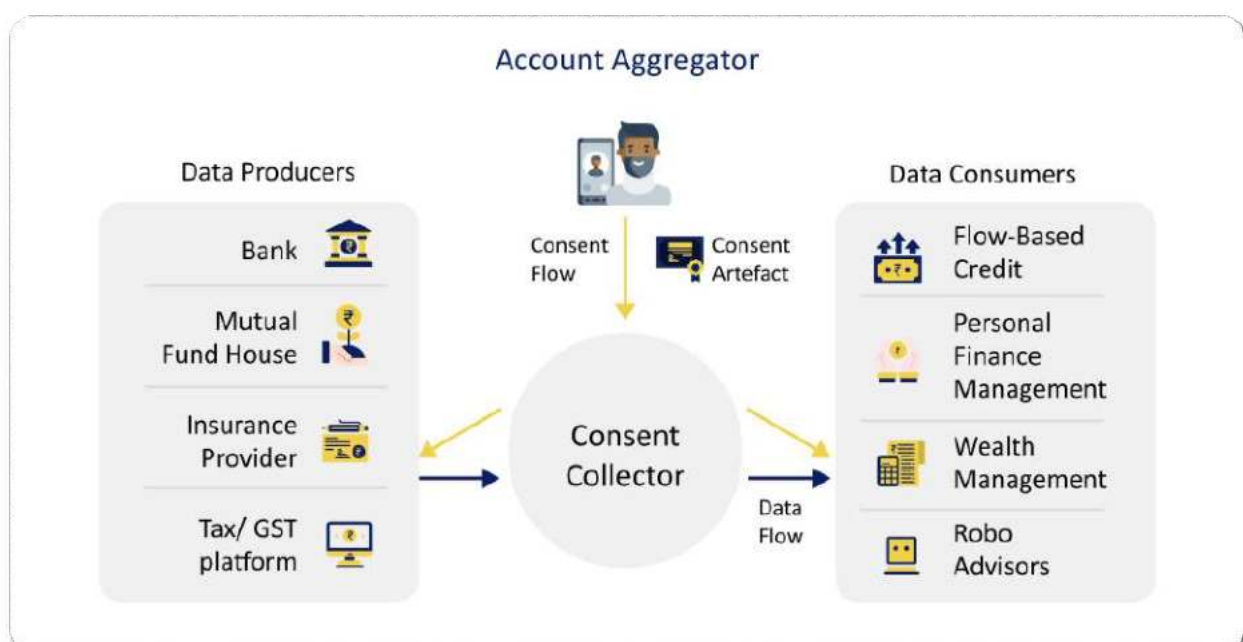 Account Aggregator
Data Producers
Bank
Mutual
Fund House
Insurance
Provider
Tax/ GST
platform
Consent
Flow
Consent
Artefact
Consent
Collector
Data
Flow
Data Consumers
Flow-Based
Credit
Personal
Finance
Management
Wealth
Management
Robo
Advisors